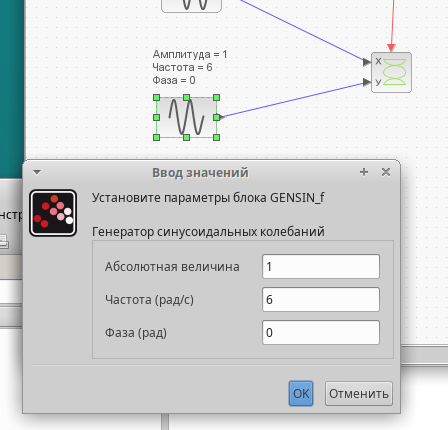 Амплитуда = 1
Частота = 6
Фаза = 0
X
У
Ввод значений
Установите параметры блока GENSIN_f
нстр
Генератор синусоидальных колебаний
Абсолютная величина 1
Частота (рад/с) 6
Фаза (рад) 0
OK Отменить